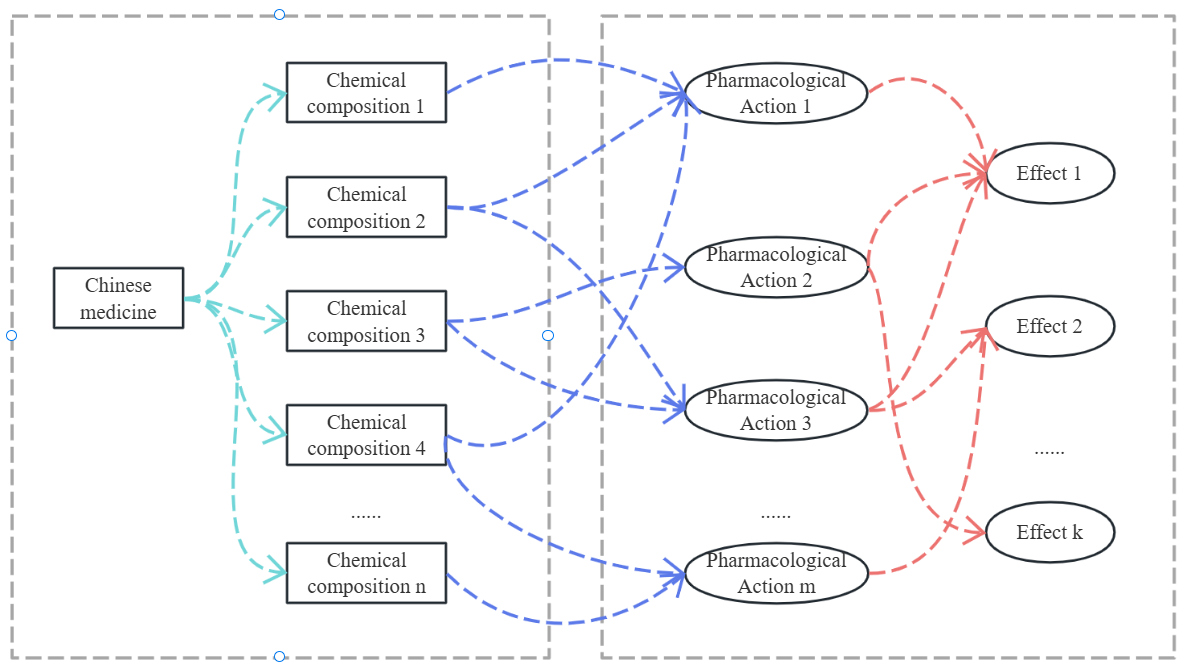 Chinese
medicine
Chemical
composition 1
Chemical
composition 2
Chemical
composition 3
Chemical
composition 4
......
Chemical
composition n
Pharmacological
Action 1
Pharmacological
Action 2
Pharmacological
Action 3
......
Pharmacological
Action m
Effect 1
Effect 2
......
Effect k